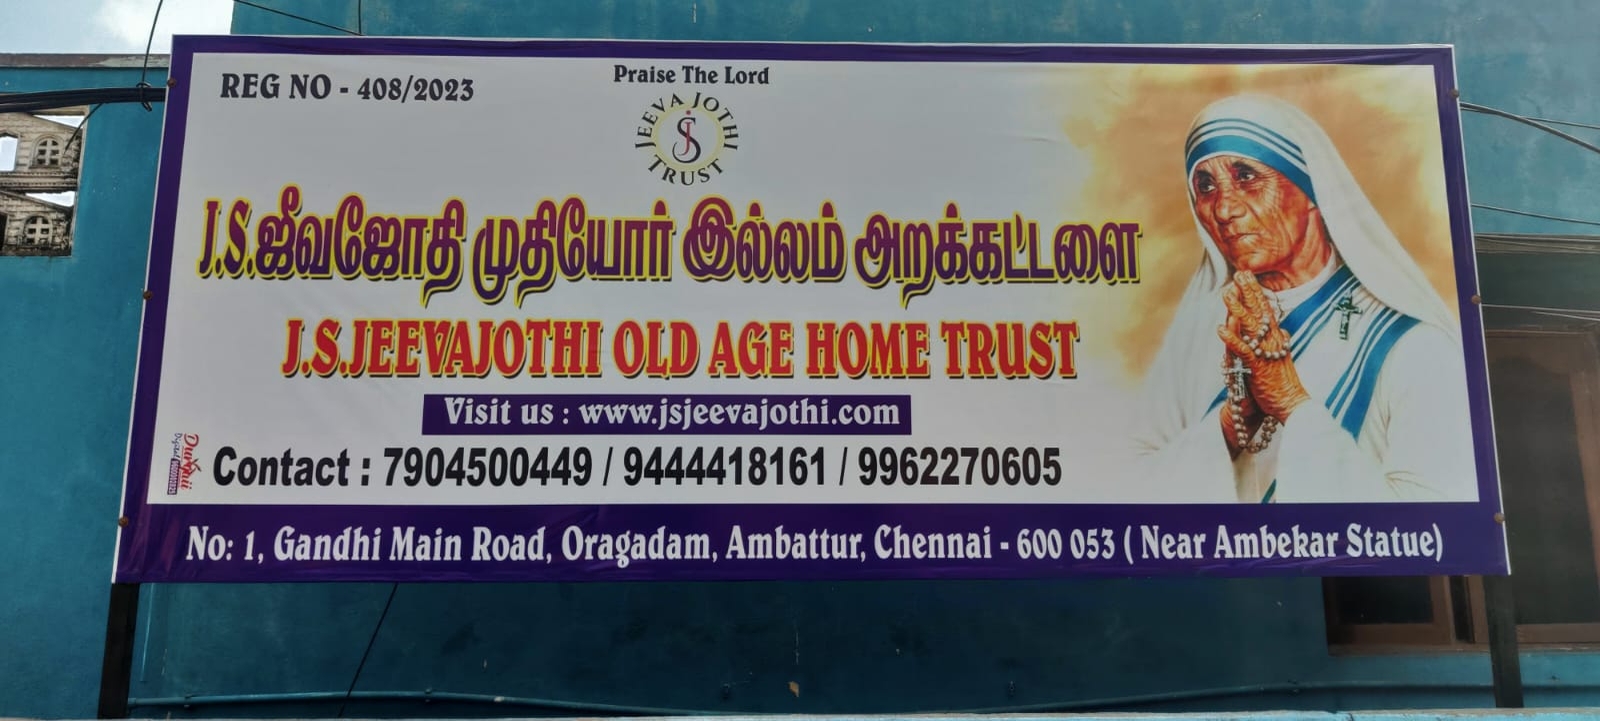 REG NO - 408/2023
Praise The Lord
JEEVA JOTHI
JS
TRUST
J.S.ஜீவஜோதி முதியோர் இல்லம் அறக்கட்டளை
J.S.JEEVAJOTHI OLD AGE HOME TRUST
Visit us : www.jsjeevajothi.com
Contact : 7904500449 / 9444418161 / 9962270605
No: 1, Gandhi Main Road, Oragadam, Ambattur, Chennai - 600 053 ( Near Ambekar Statue)